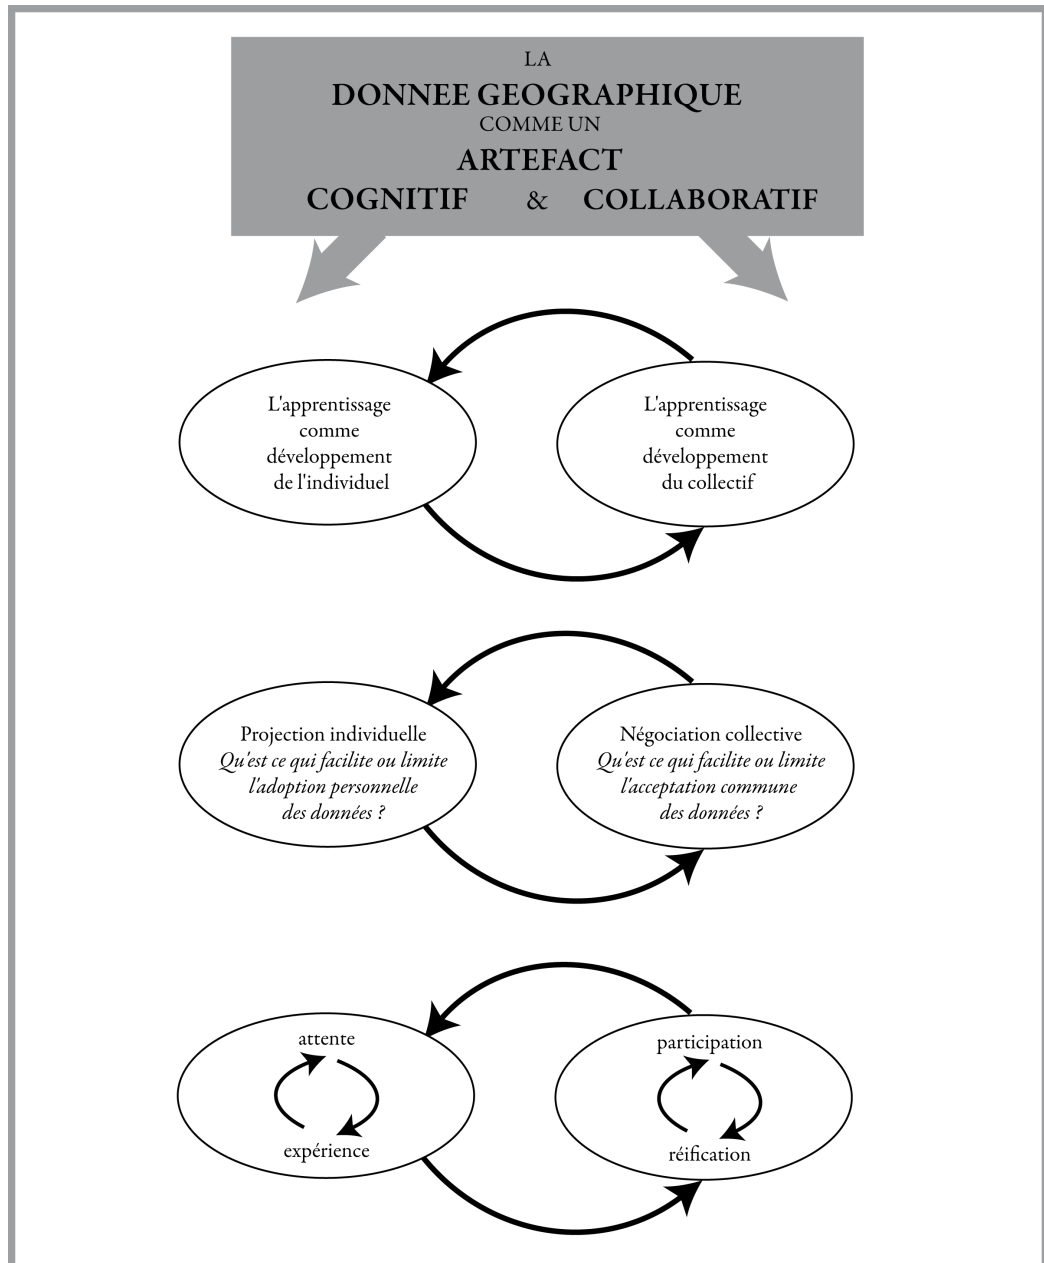 LA
DONNEE GEOGRAPHIQUE
COMME UN
ARTEFACT
COGNITIF & COLLABORATIF
L'apprentissage
comme
développement
de l'individuel
L'apprentissage
comme
développement
du collectif
Projection individuelle
Qu'est ce qui facilite ou limite
l'adoption personnelle
des données ?
Négociation collective
Qu'est ce qui facilite ou limite
l'acceptation commune
des données ?
attente
expérience
participation
réification